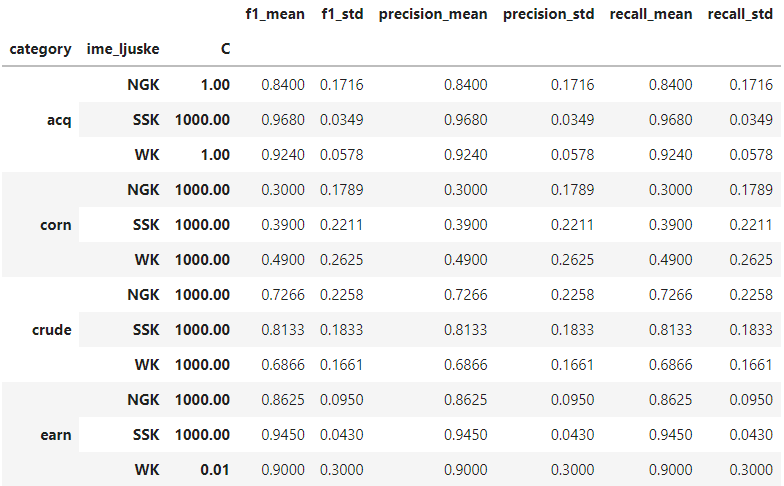 f1_mean f1_std precision_mean precision_std recall_mean recall_std
category ime_ljuske C
NGK 1.00 0.8400 0.1716 0.8400 0.1716 0.8400 0.1716
acq SSK 1000.00 0.9680 0.0349 0.9680 0.0349 0.9680 0.0349
WK 1.00 0.9240 0.0578 0.9240 0.0578 0.9240 0.0578
NGK 1000.00 0.3000 0.1789 0.3000 0.1789 0.3000 0.1789
corn SSK 1000.00 0.3900 0.2211 0.3900 0.2211 0.3900 0.2211
WK 1000.00 0.4900 0.2625 0.4900 0.2625 0.4900 0.2625
NGK 1000.00 0.7266 0.2258 0.7266 0.2258 0.7266 0.2258
crude SSK 1000.00 0.8133 0.1833 0.8133 0.1833 0.8133 0.1833
WK 1000.00 0.6866 0.1661 0.6866 0.1661 0.6866 0.1661
NGK 1000.00 0.8625 0.0950 0.8625 0.0950 0.8625 0.0950
earn SSK 1000.00 0.9450 0.0430 0.9450 0.0430 0.9450 0.0430
WK 0.01 0.9000 0.3000 0.9000 0.3000 0.9000 0.3000